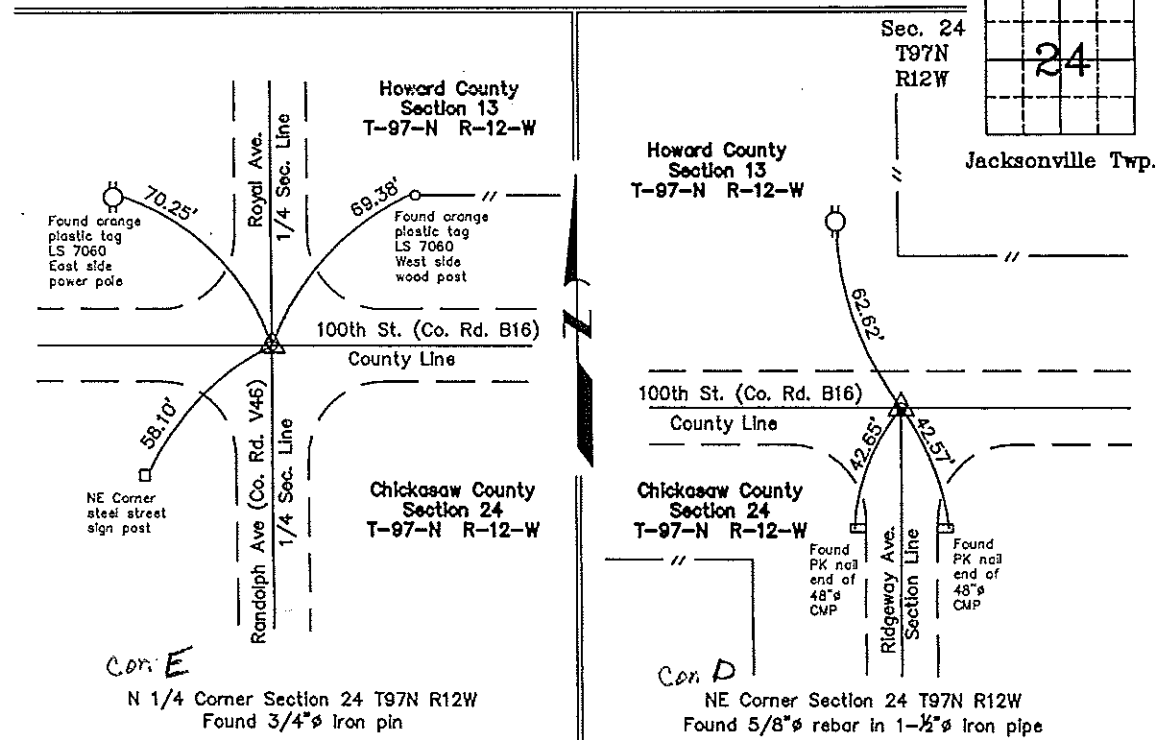 Sec. 24
T97N
R12W
24
Jacksonville Twp.
Howard County
Section 13
T-97-N R-12-W
Royal Ave.
1/4 Sec. Line
70.25'
69.38'
Found orange
plastic tag
LS 7060
East side
power pole
Found orange
plastic tag
LS 7060
West side
wood post
100th St. (Co. Rd. B16)
County Line
58.10'
NE Corner
steel street
sign post
Randolph Ave (Co. Rd. V46)
1/4 Sec. Line
Chickasaw County
Section 24
T-97-N R-12-W
Cor. E
N 1/4 Corner Section 24 T97N R12W
Found 3/4"ø Iron pin
N
Howard County
Section 13
T-97-N R-12-W
62.62'
100th St. (Co. Rd. B16)
County Line
42.65'
42.57'
Chickasaw County
Section 24
T-97-N R-12-W
Found
PK nail
end of
48"ø
CMP
Ridgeway Ave.
Section Line
Found
PK nail
end of
48"ø
CMP
Cor. D
NE Corner Section 24 T97N R12W
Found 5/8"ø rebar in 1-½"ø iron pipe